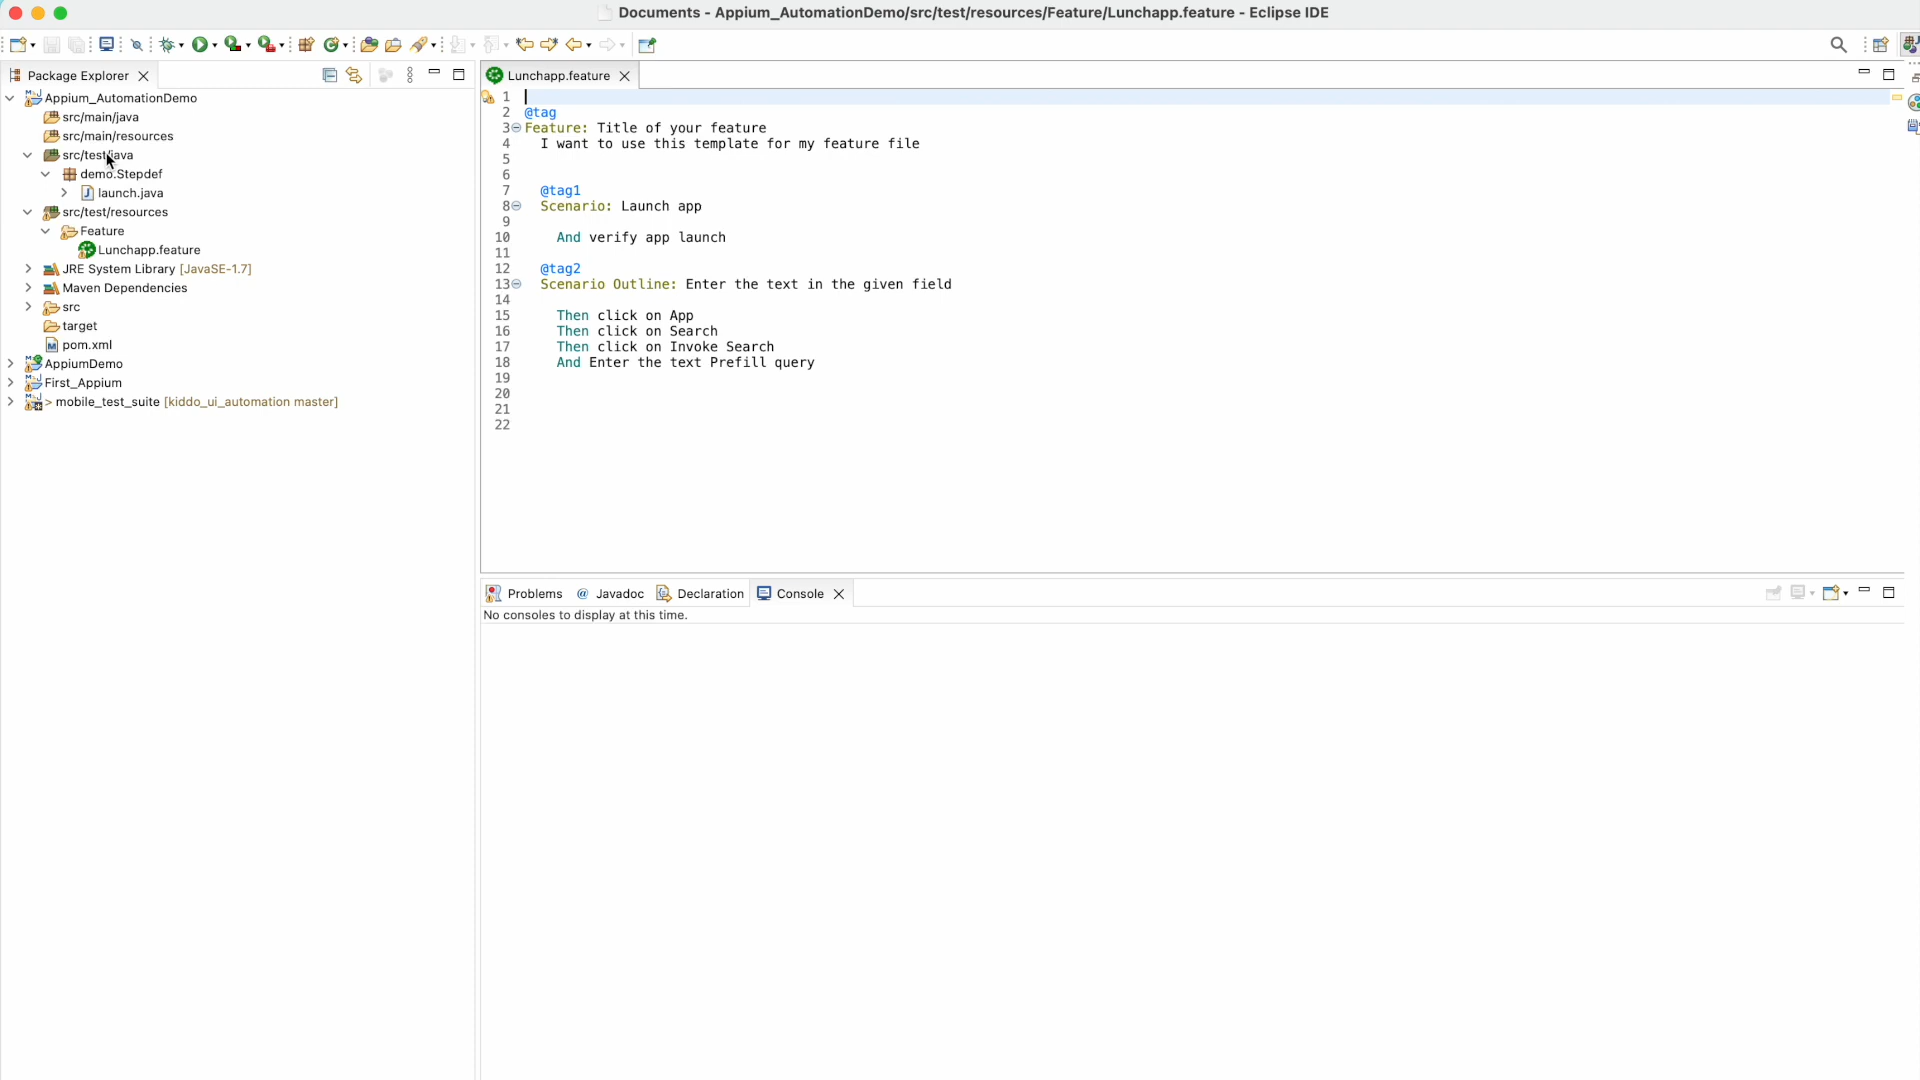 Documents - Appium_AutomationDemo/src/test/resources/Feature/Lunchapp.feature - Eclipse IDE
Package Explorer
Appium_AutomationDemo
src/main/java
src/main/resources
src/test/java
demo.Stepdef
launch.java
src/test/resources
Feature
Lunchapp.feature
JRE System Library [JavaSE-1.7]
Maven Dependencies
src
target
pom.xml
AppiumDemo
First_Appium
> mobile_test_suite [kiddo_ui_automation master]
Lunchapp.feature
1
2 @tag
3 Feature: Title of your feature
4 I want to use this template for my feature file
5
6
7 @tag1
8 Scenario: Launch app
9
10 And verify app launch
11
12 @tag2
13 Scenario Outline: Enter the text in the given field
14
15 Then click on App
16 Then click on Search
17 Then click on Invoke Search
18 And Enter the text Prefill query
19
20
21
22
Problems @ Javadoc Declaration Console
No consoles to display at this time.